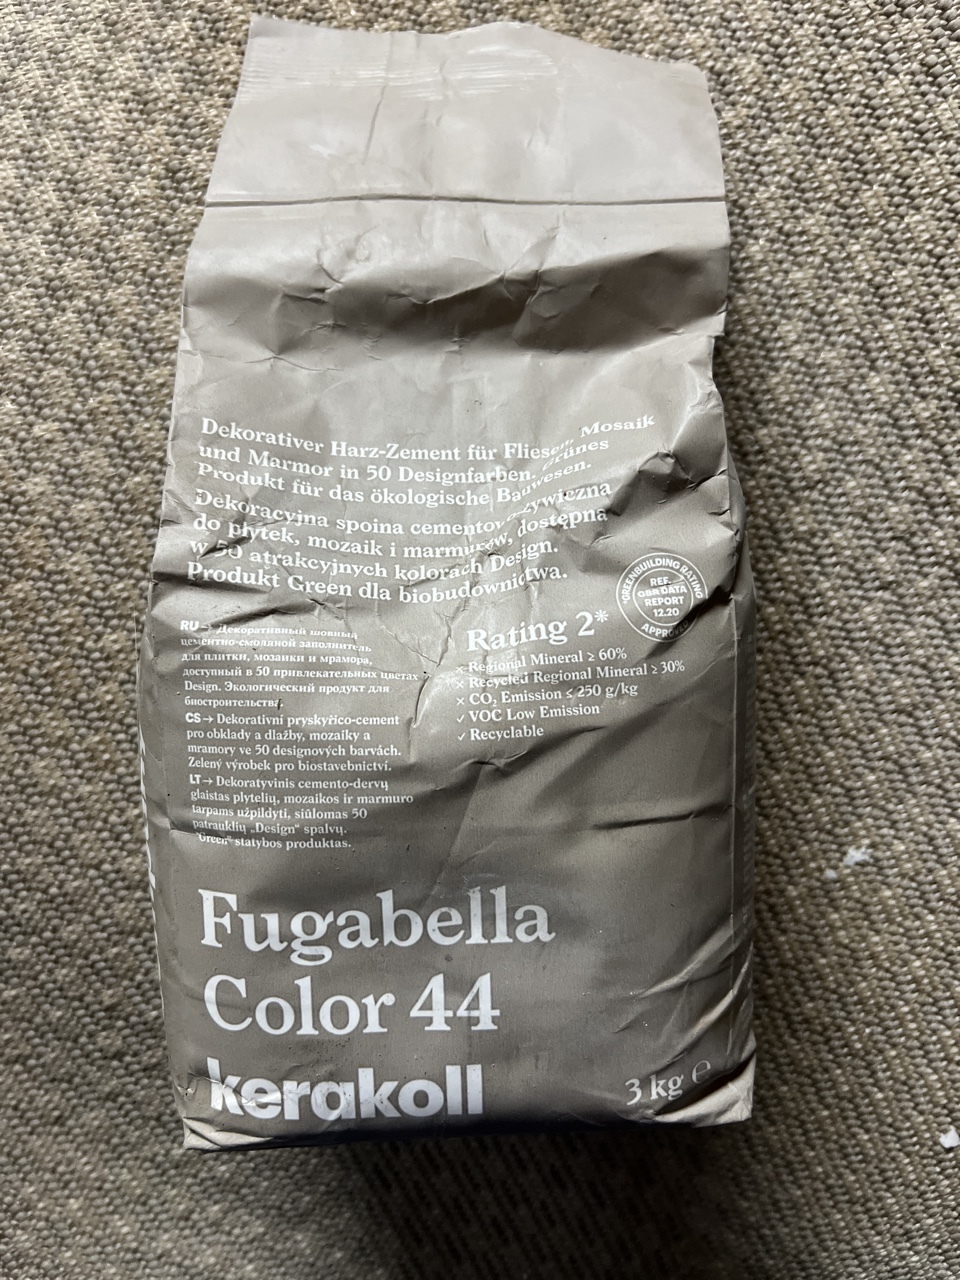 Dekorativer Harz-Zement für Fliesen, Mosaik
und Marmor in 50 Designfarben. Grünes
Produkt für das ökologische Bauwesen.
Dekoracyjna spoina cementowo-żywiczna
do płytek, mozaik i marmurów, dostępna
w 50 atrakcyjnych kolorach Design.
Produkt Green dla biobudownictwa.
RU → Декоративный шовный
цементно-смоляной заполнитель
для плитки, мозаики и мрамора,
доступный в 50 привлекательных цветах
Design. Экологический продукт для
биостроительства.
CS → Dekorativní pryskyřico-cement
pro obklady a dlažby, mozaiky a
mramory ve 50 designových barvách.
Zelený výrobek pro biostavebnictví.
LT → Dekoratyvinis cemento-dervų
glaistas plytelių, mozaikos ir marmuro
tarpams užpildyti, siūlomas 50
patrauklių „Design“ spalvų.
"Green" statybos produktas.
*GREENBUILDING RATING
REF.
GBR DATA
REPORT
12.20
APPROVED
Rating 2*
× Regional Mineral ≥ 60%
× Recycled Regional Mineral ≥ 30%
× CO₂ Emission ≤ 250 g/kg
✓ VOC Low Emission
✓ Recyclable
Fugabella
Color 44
kerakoll
3 kg ℮